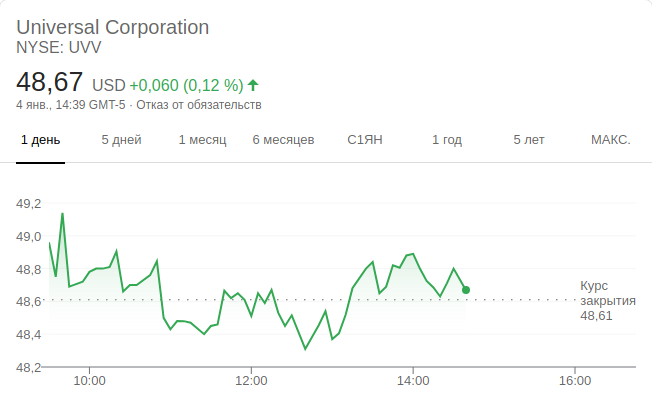 Universal Corporation
NYSE: UVV
48,67 USD +0,060 (0,12 %)
4 янв., 14:39 GMT-5 · Отказ от обязательств
1 день 5 дней 1 месяц 6 месяцев С1ЯН 1 год 5 лет МАКС.
49,2
49,0
48,8
48,6
48,4
48,2
Курс
закрытия
48,61
10:00 12:00 14:00 16:00